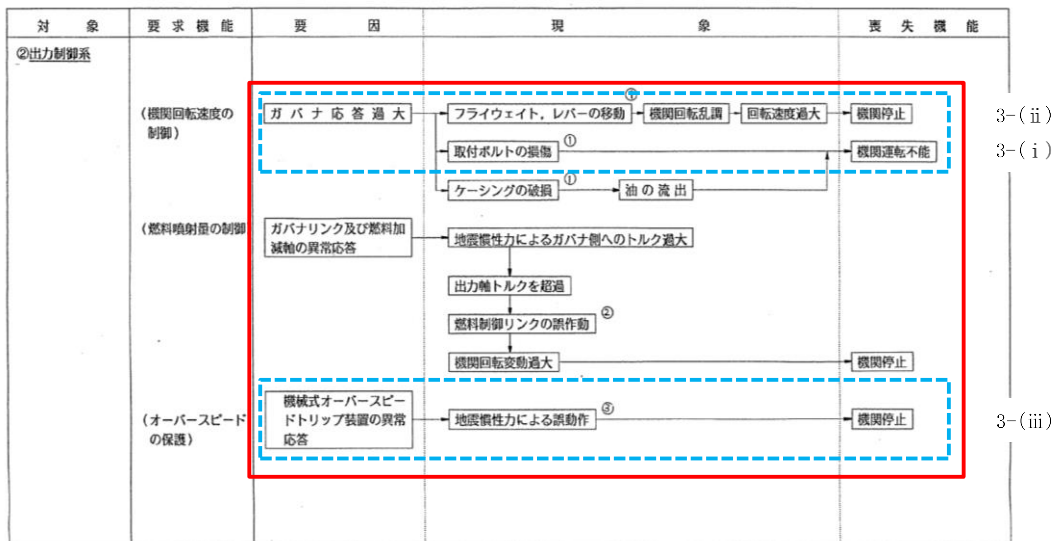 対 象 要 求 機 能 要 因 現 象 喪 失 機 能
②出力制御系
(機関回転速度の
制御)
ガ バ ナ 応 答 過 大
フライウェイト，レバーの移動
機関回転乱調
回転速度過大
機関停止
3-(ⅱ)
取付ボルトの損傷
①
機関運転不能
3-(ⅰ)
ケーシングの破損
①
油 の 流 出
(燃料噴射量の制御
ガバナリンク及び燃料加
減軸の異常応答
地震慣性力によるガバナ側へのトルク過大
出力軸トルクを超過
燃料制御リンクの誤作動
②
機関回転変動過大
機関停止
(オーバースピード
の保護)
機械式オーバースピー
ドトリップ装置の異常
応答
地震慣性力による誤動作
③
機関停止
3-(ⅲ)